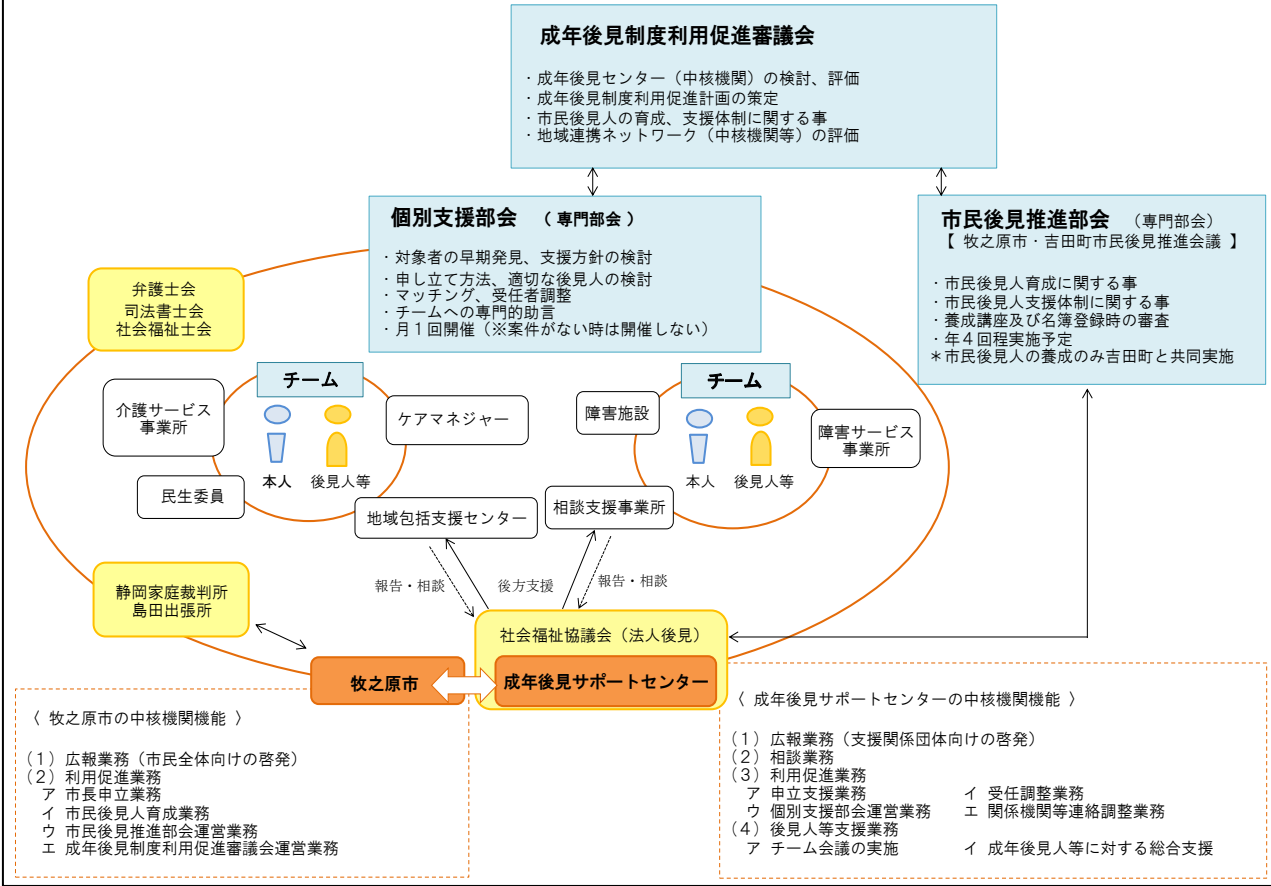 成年後見制度利用促進審議会
・成年後見センター（中核機関）の検討、評価
・成年後見制度利用促進計画の策定
・市民後見人の育成、支援体制に関する事
・地域連携ネットワーク（中核機関等）の評価
個別支援部会 （専門部会）
・対象者の早期発見、支援方針の検討
・申し立て方法、適切な後見人の検討
・マッチング、受任者調整
・チームへの専門的助言
・月１回開催（※案件がない時は開催しない）
市民後見推進部会 （専門部会）
【 牧之原市・吉田町市民後見推進会議 】
・市民後見人育成に関する事
・市民後見人支援体制に関する事
・養成講座及び名簿登録時の審査
・年４回程実施予定
＊市民後見人の養成のみ吉田町と共同実施
弁護士会
司法書士会
社会福祉士会
チーム
介護サービス
事業所
ケアマネジャー
本人 後見人等
民生委員
地域包括支援センター
チーム
障害施設
障害サービス
事業所
本人 後見人等
相談支援事業所
報告・相談
後方支援
報告・相談
静岡家庭裁判所
島田出張所
社会福祉協議会（法人後見）
牧之原市
成年後見サポートセンター
〈 牧之原市の中核機関機能 〉
（１）広報業務（市民全体向けの啓発）
（２）利用促進業務
ア 市長申立業務
イ 市民後見人育成業務
ウ 市民後見推進部会運営業務
エ 成年後見制度利用促進審議会運営業務
〈 成年後見サポートセンターの中核機関機能 〉
（１）広報業務（支援関係団体向けの啓発）
（２）相談業務
（３）利用促進業務
ア 申立支援業務 イ 受任調整業務
ウ 個別支援部会運営業務 エ 関係機関等連絡調整業務
（４）後見人等支援業務
ア チーム会議の実施 イ 成年後見人等に対する総合支援